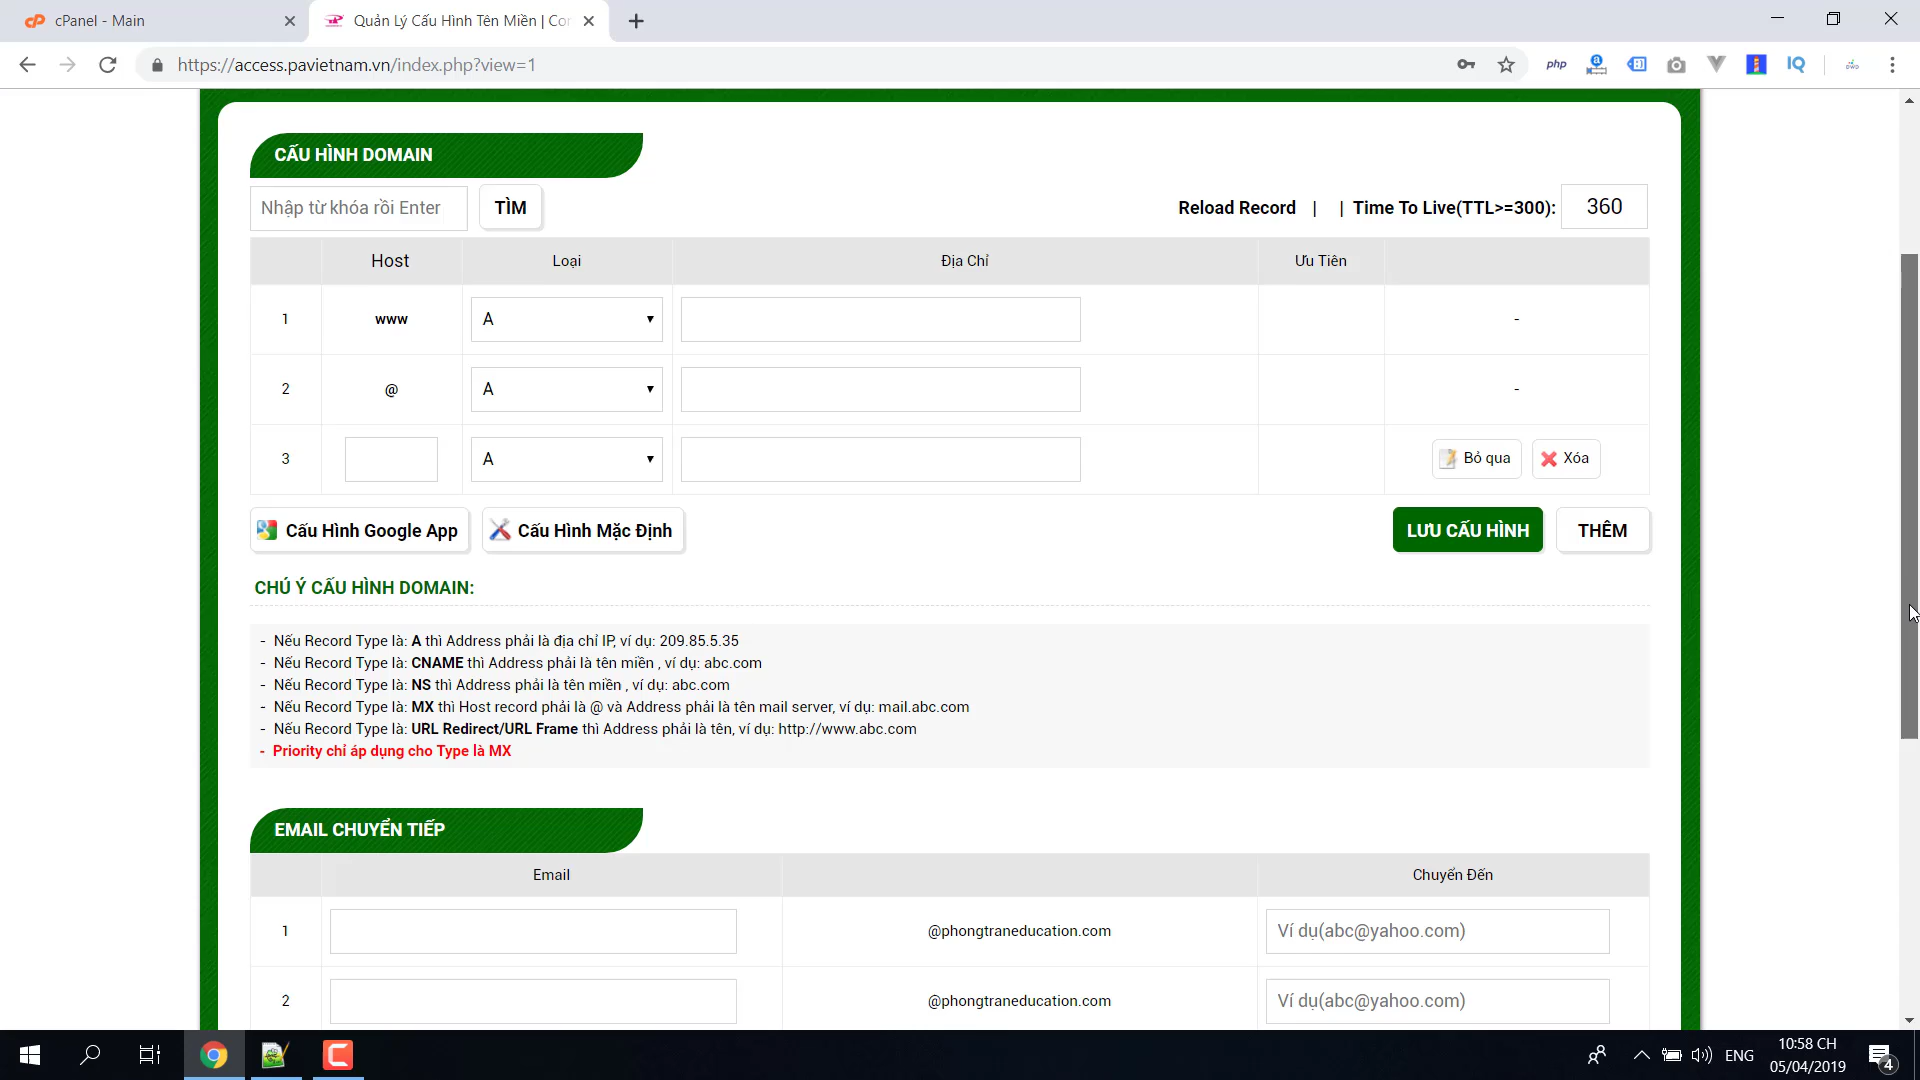 cPanel - Main
Quản Lý Cấu Hình Tên Miền | Cor
https://access.pavietnam.vn/index.php?view=1
php
IQ
CẤU HÌNH DOMAIN
Nhập từ khóa rồi Enter
TÌM
Reload Record | | Time To Live(TTL>=300): 360
Host Loại Địa Chỉ Ưu Tiên
1 www A -
2 @ A -
3 A Bỏ qua Xóa
Cấu Hình Google App Cấu Hình Mặc Định LƯU CẤU HÌNH THÊM
CHÚ Ý CẤU HÌNH DOMAIN:
- Nếu Record Type là: A thì Address phải là địa chỉ IP, ví dụ: 209.85.5.35
- Nếu Record Type là: CNAME thì Address phải là tên miền , ví dụ: abc.com
- Nếu Record Type là: NS thì Address phải là tên miền , ví dụ: abc.com
- Nếu Record Type là: MX thì Host record phải là @ và Address phải là tên mail server, ví dụ: mail.abc.com
- Nếu Record Type là: URL Redirect/URL Frame thì Address phải là tên, ví dụ: http://www.abc.com
- Priority chỉ áp dụng cho Type là MX
EMAIL CHUYỂN TIẾP
Email Chuyển Đến
1 @phongtraneducation.com Ví dụ(abc@yahoo.com)
2 @phongtraneducation.com Ví dụ(abc@yahoo.com)
ENG
10:58 CH
05/04/2019
4